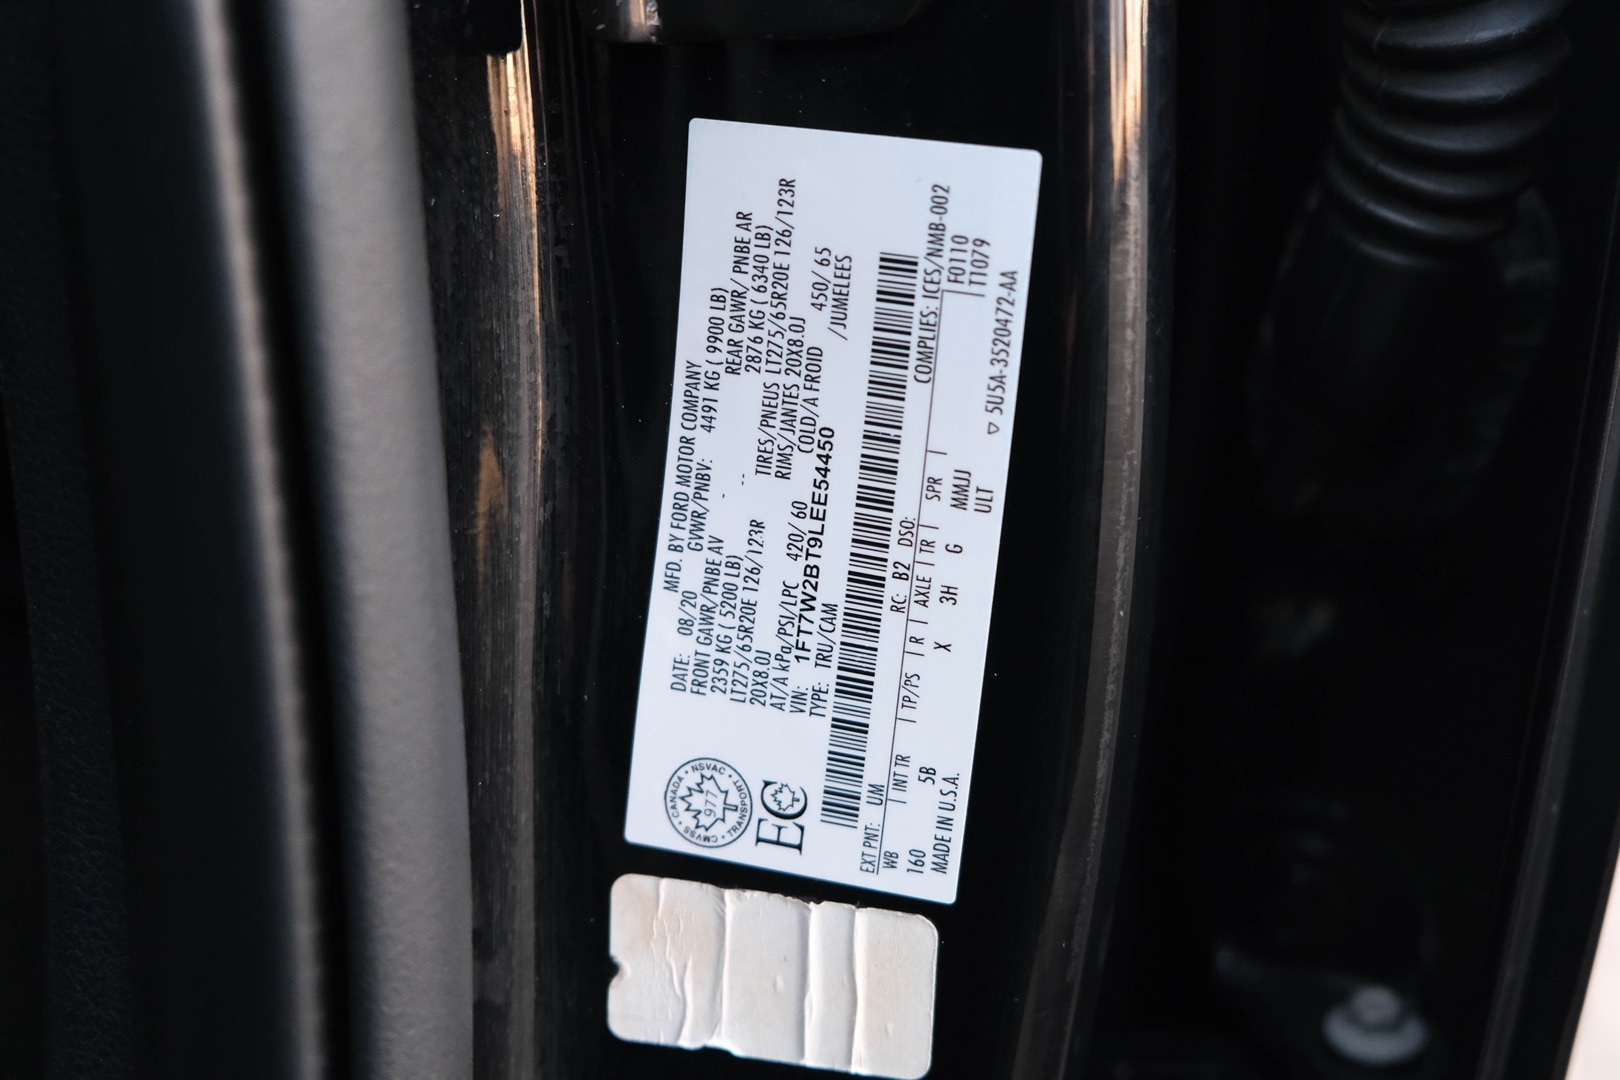 DATE: 08/20 MFD. BY FORD MOTOR COMPANY
FRONT GAWR/PNBE AV GVWR/PNBV: 4491 KG ( 9900 LB)
2359 KG ( 5200 LB) - REAR GAWR/ PNBE AR
LT275/65R20E 126/123R -- 2876 KG ( 6340 LB)
20X8.0J TIRES/PNEUS LT275/65R20E 126/123R
RIMS/JANTES 20X8.0J
AT/A kPa/PSI/LPC 420/ 60 COLD/A FROID 450/ 65
VIN: 1FT7W2BT9LEE54450 /JUMELEES
TYPE: TRU/CAM
CMVSS • CANADA • NSVAC • TRANSPORT
977
EC
EXT PNT: UM RC: B2 DSO: COMPLIES: ICES/NMB-002
WB INT TR TP/PS R AXLE TR SPR F0110
160 5B X 3H G MMJJ T1079
MADE IN U.S.A. ULT
▽ 5U5A-3520472-AA